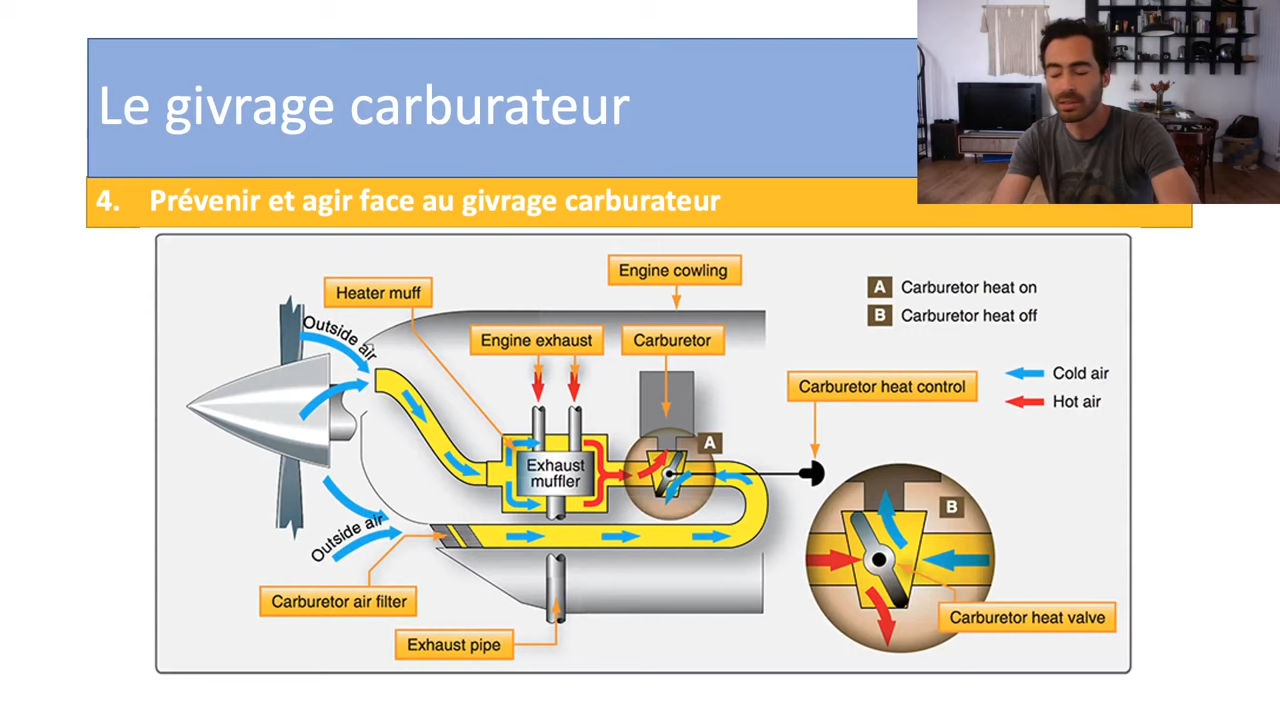 Le givrage carburateur
4. Prévenir et agir face au givrage carburateur
Engine cowling
Heater muff
A Carburetor heat on
B Carburetor heat off
Outside air
Engine exhaust
Carburetor
Carburetor heat control
Cold air
Hot air
A
Exhaust
muffler
B
Outside air
Carburetor air filter
Carburetor heat valve
Exhaust pipe